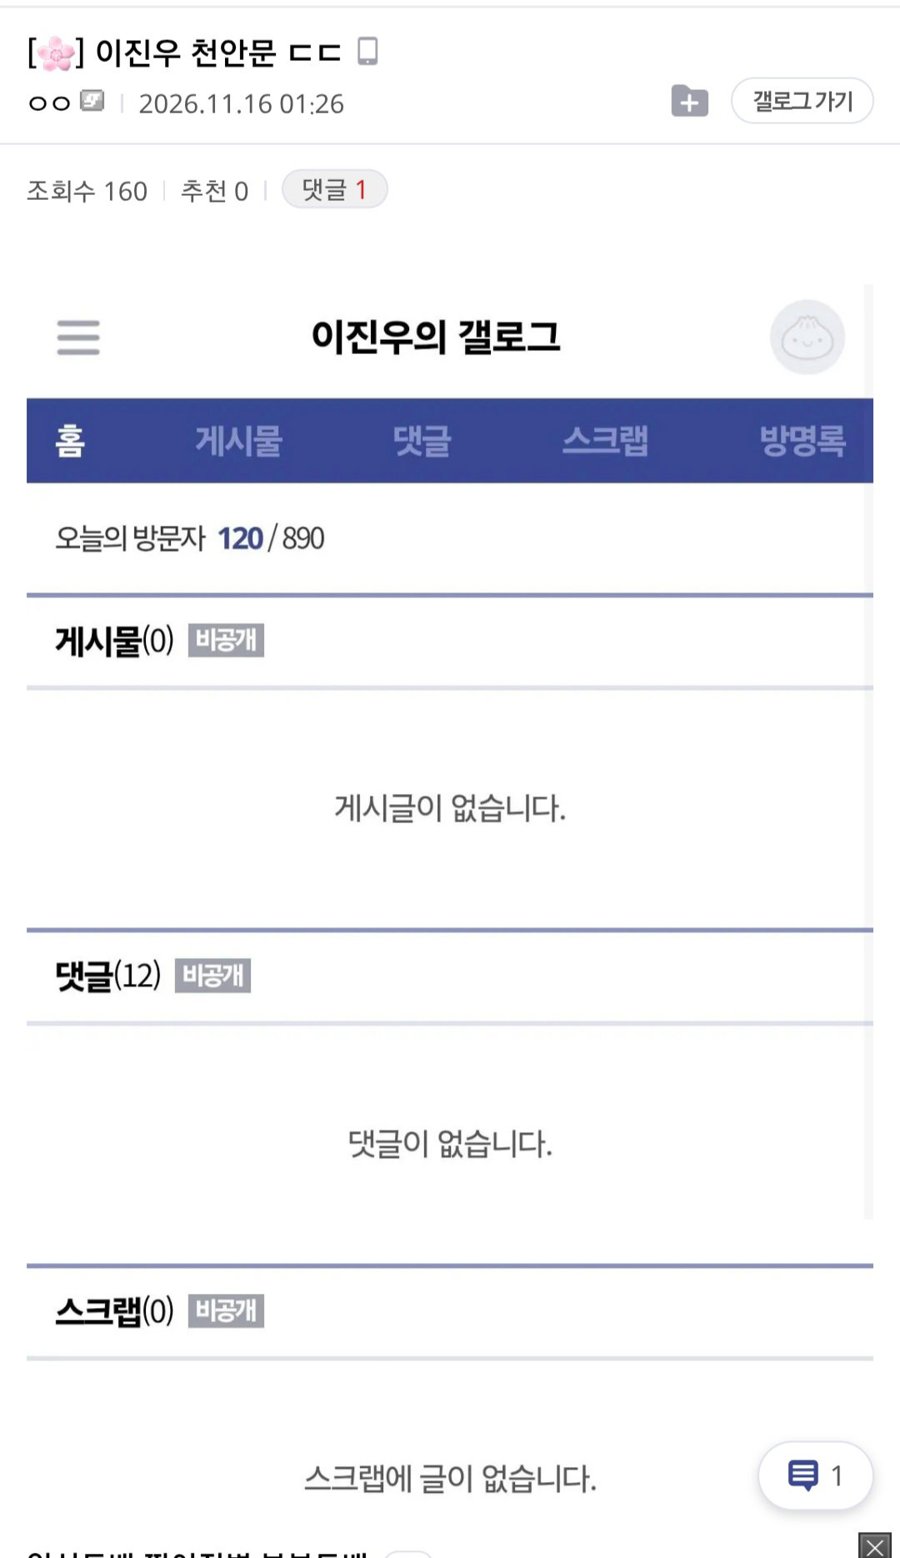 [🌸] 이진우 천안문 ㄷㄷ
ㅇㅇ 2026.11.16 01:26
갤로그 가기
조회수 160 추천 0 댓글 1
이진우의 갤로그
홈 게시물 댓글 스크랩 방명록
오늘의 방문자 120 / 890
게시물(0) 비공개
게시글이 없습니다.
댓글(12) 비공개
댓글이 없습니다.
스크랩(0) 비공개
스크랩에 글이 없습니다.
1